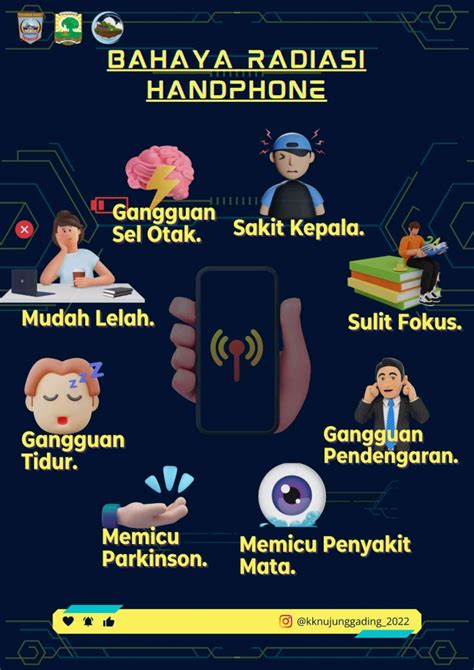 BAHAYA RADIASI
HANDPHONE
Gangguan
Sel Otak.
Sakit Kepala.
Mudah Lelah.
Sulit Fokus.
Gangguan
Tidur.
Gangguan
Pendengaran.
Memicu
Parkinson.
Memicu Penyakit
Mata.
@kknujunggading_2022